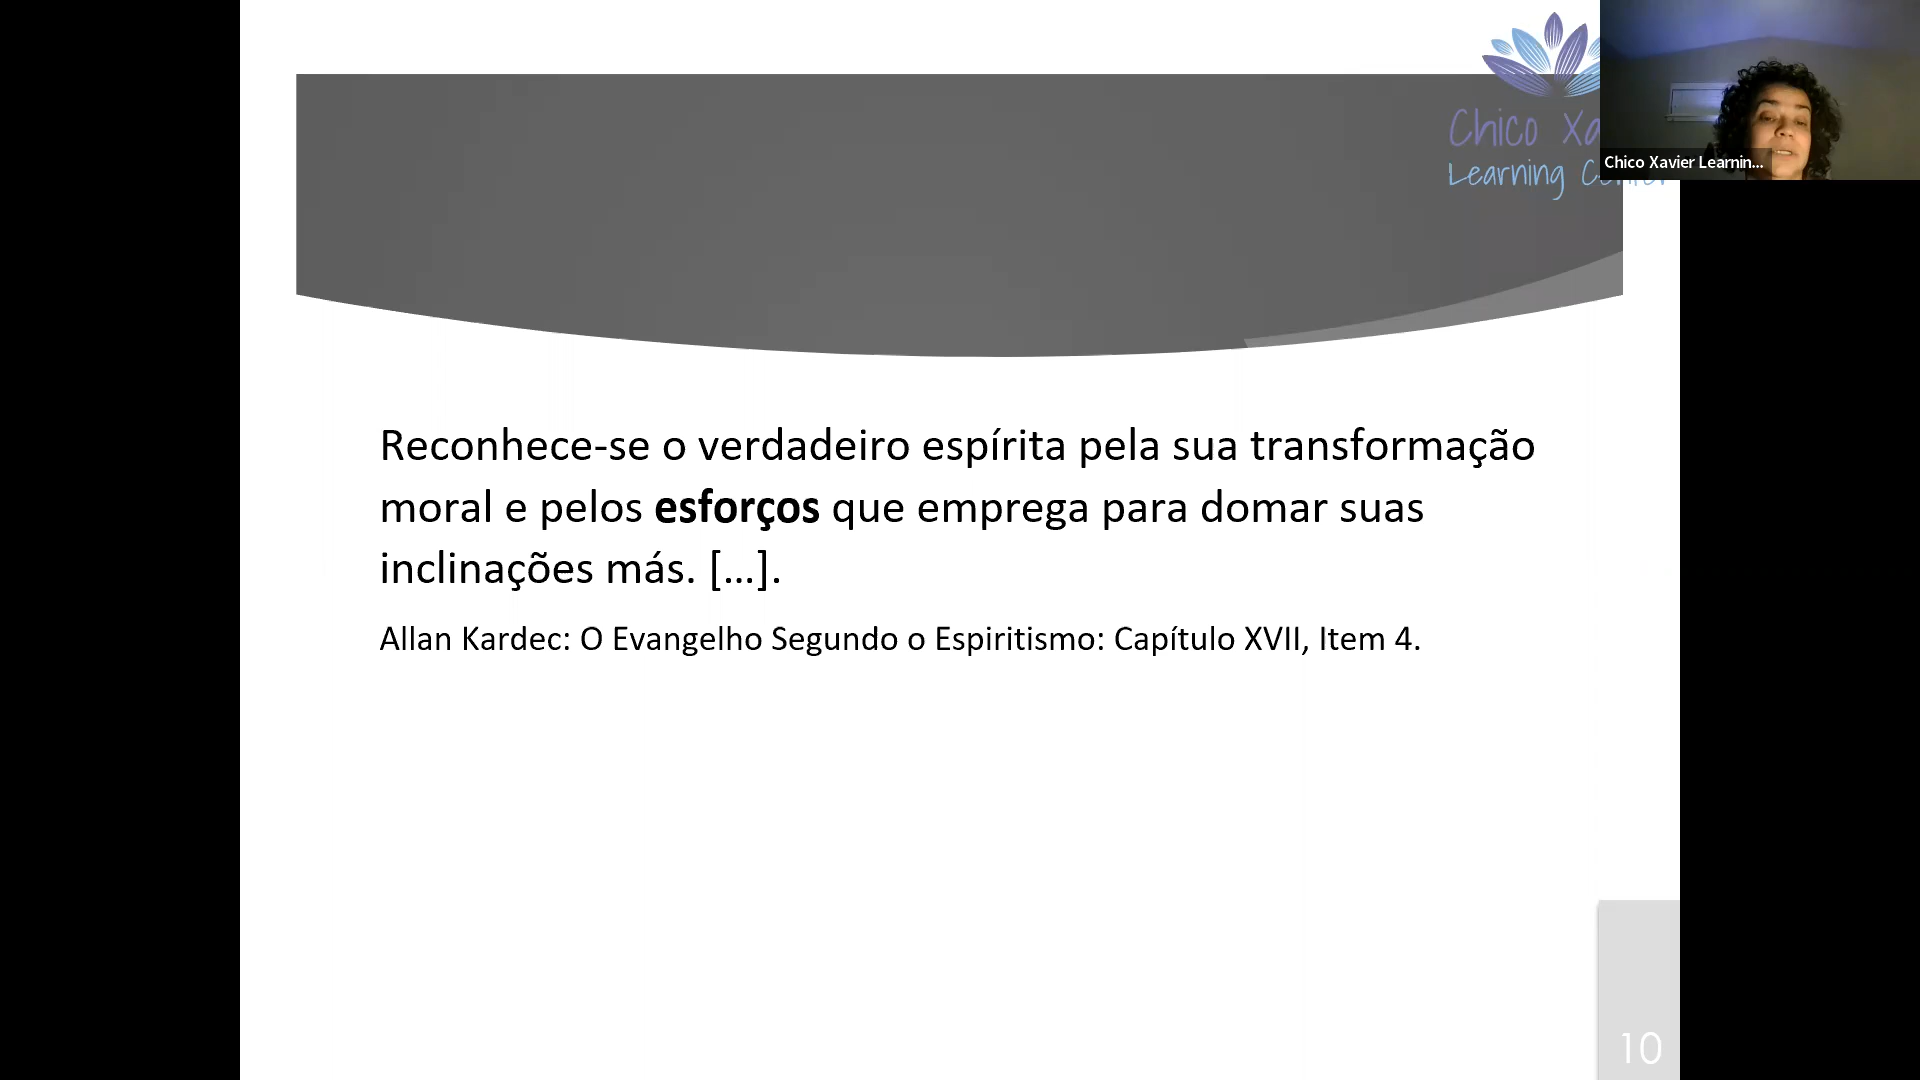 Chico Xa
Learning
Chico Xavier Learnin...
Reconhece-se o verdadeiro espírita pela sua transformação
moral e pelos esforços que emprega para domar suas
inclinações más. [...].
Allan Kardec: O Evangelho Segundo o Espiritismo: Capítulo XVII, Item 4.
10